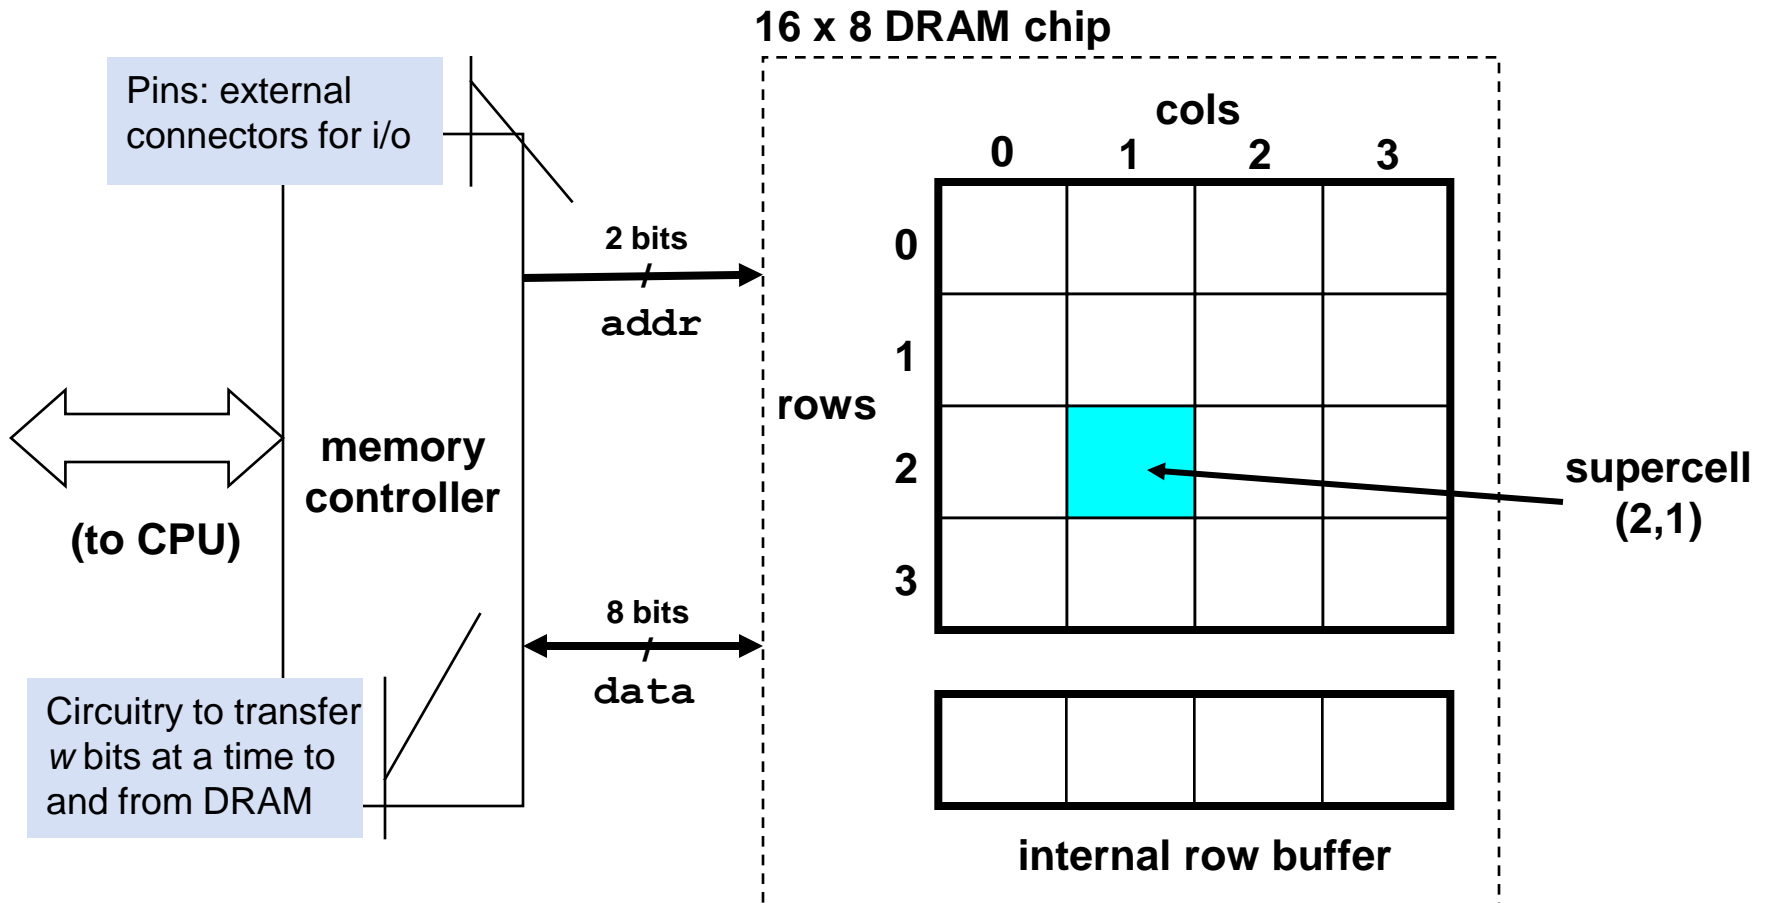 16 x 8 DRAM chip
Pins: external
connectors for i/o
cols
0 1 2 3
2 bits
addr
0
1
rows
2
3
memory
controller
(to CPU)
supercell
(2,1)
8 bits
data
Circuitry to transfer
w bits at a time to
and from DRAM
internal row buffer